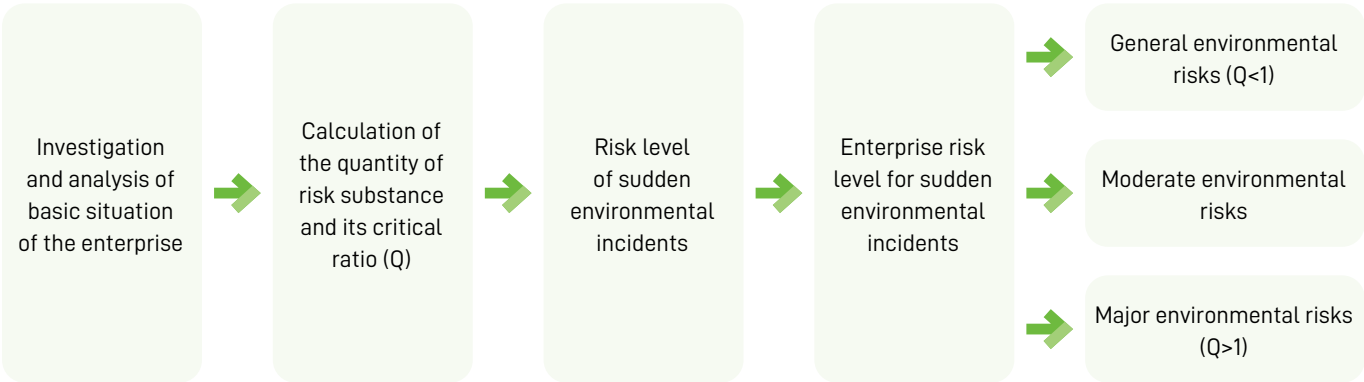 Investigation
and analysis of
basic situation
of the enterprise
Calculation of
the quantity of
risk substance
and its critical
ratio (Q)
Risk level
of sudden
environmental
incidents
Enterprise risk
level for sudden
environmental
incidents
General environmental
risks (Q<1)
Moderate environmental
risks
Major environmental risks
(Q>1)